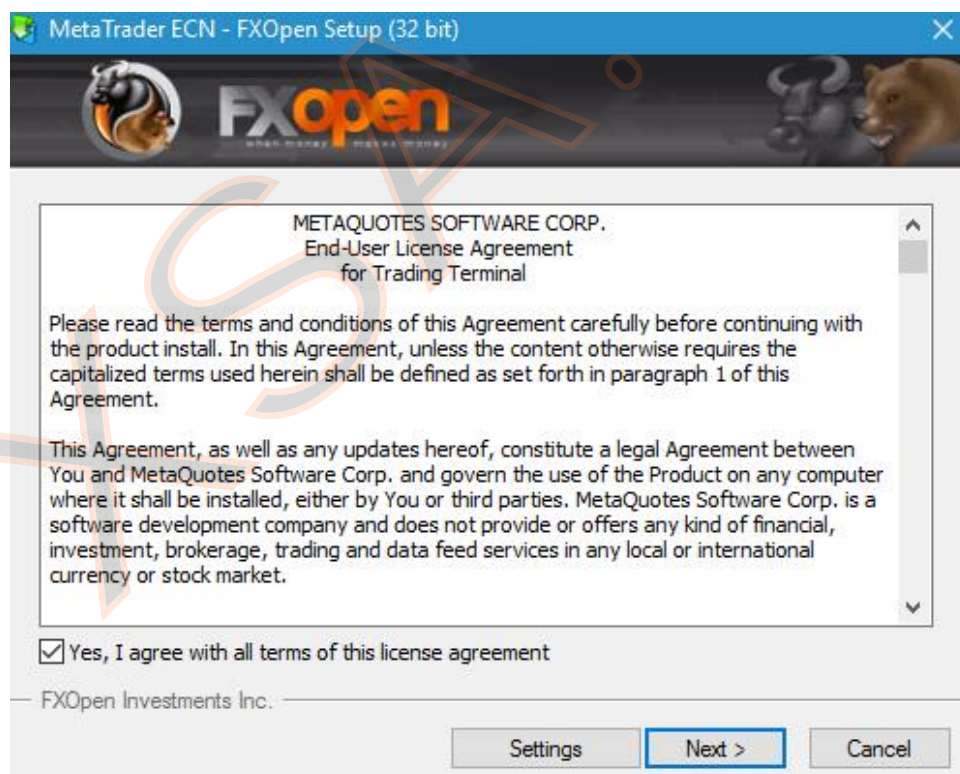 MetaTrader ECN - FXOpen Setup (32 bit)
FXopen
when money makes money
METAQUOTES SOFTWARE CORP.
End-User License Agreement
for Trading Terminal
Please read the terms and conditions of this Agreement carefully before continuing with
the product install. In this Agreement, unless the content otherwise requires the
capitalized terms used herein shall be defined as set forth in paragraph 1 of this
Agreement.
This Agreement, as well as any updates hereof, constitute a legal Agreement between
You and MetaQuotes Software Corp. and govern the use of the Product on any computer
where it shall be installed, either by You or third parties. MetaQuotes Software Corp. is a
software development company and does not provide or offers any kind of financial,
investment, brokerage, trading and data feed services in any local or international
currency or stock market.
Yes, I agree with all terms of this license agreement
FXOpen Investments Inc.
Settings
Next >
Cancel